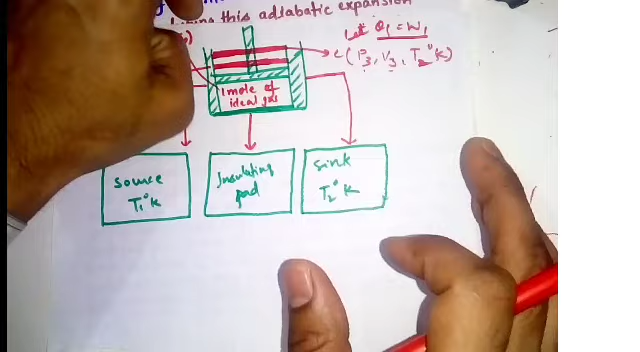 this adiabatic expansion
Let Q₁ = W₁
C (P₃, V₃, T₂°K)
1 mole of
ideal gas
Source
T₁°K
Insulating
pad
Sink
T₂°K